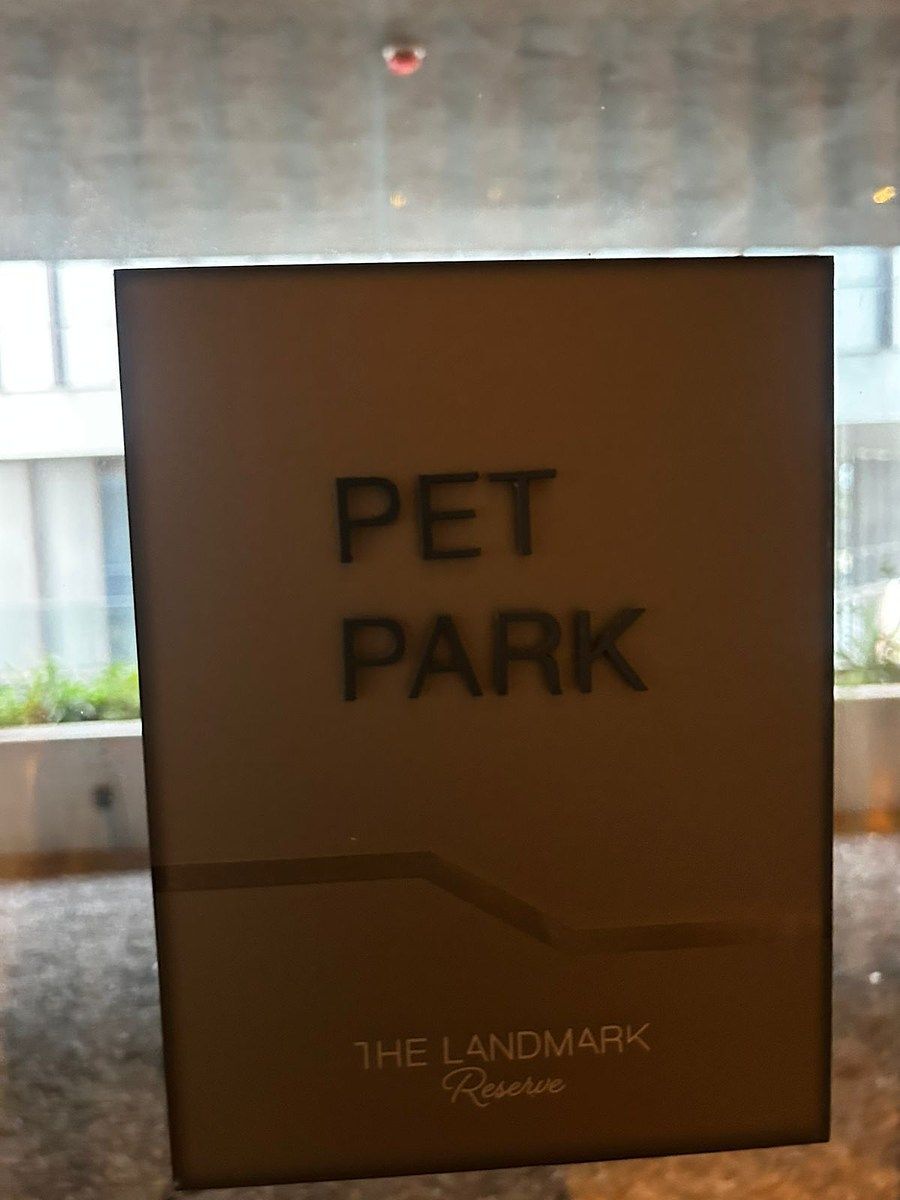 PET
PARK
THE LANDMARK
Reserve